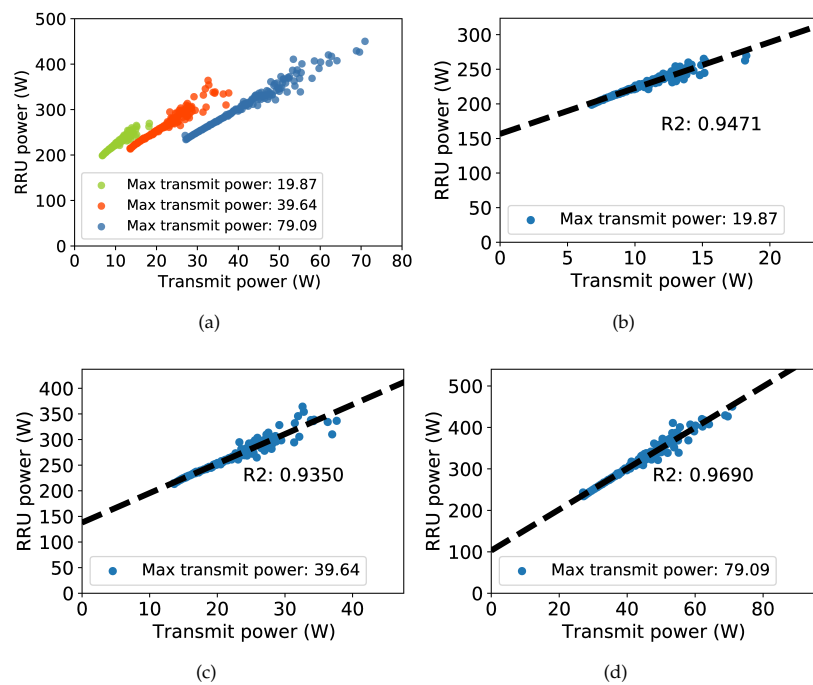 500
400
300
200
100
0
RRU power (W)
Max transmit power: 19.87
Max transmit power: 39.64
Max transmit power: 79.09
0 10 20 30 40 50 60 70 80
Transmit power (W)
(a)
300
250
200
150
100
50
0
RRU power (W)
R2: 0.9471
Max transmit power: 19.87
0 5 10 15 20
Transmit power (W)
(b)
400
350
300
250
200
150
100
50
0
RRU power (W)
R2: 0.9350
Max transmit power: 39.64
0 10 20 30 40
Transmit power (W)
(c)
500
400
300
200
100
0
RRU power (W)
R2: 0.9690
Max transmit power: 79.09
0 20 40 60 80
Transmit power (W)
(d)